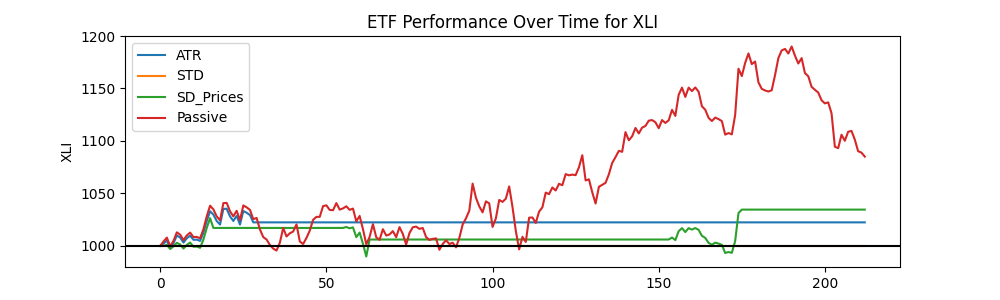 ETF Performance Over Time for XLI
1200
1150
1100
1050
1000
XLI
ATR
STD
SD_Prices
Passive
0
50
100
150
200